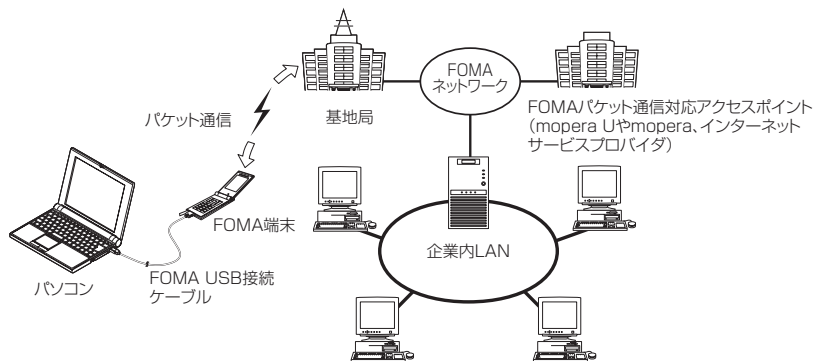 FOMA
ネットワーク
FOMAパケット通信対応アクセスポイント
（mopera Uやmopera、インターネット
サービスプロバイダ）
基地局
パケット通信
FOMA端末
企業内LAN
FOMA USB接続
ケーブル
パソコン